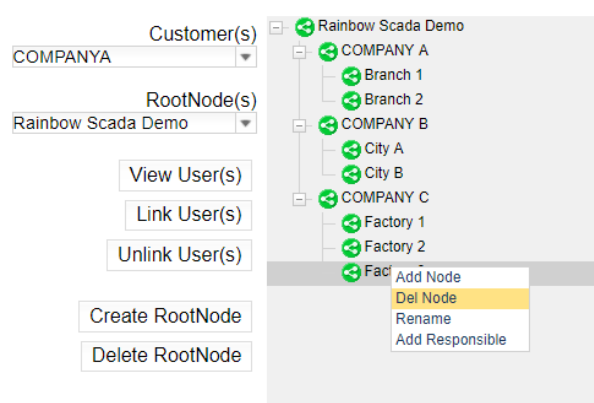 Customer(s)
COMPANYA
RootNode(s)
Rainbow Scada Demo
View User(s)
Link User(s)
Unlink User(s)
Create RootNode
Delete RootNode
Rainbow Scada Demo
COMPANY A
Branch 1
Branch 2
COMPANY B
City A
City B
COMPANY C
Factory 1
Factory 2
Add Node
Del Node
Rename
Add Responsible